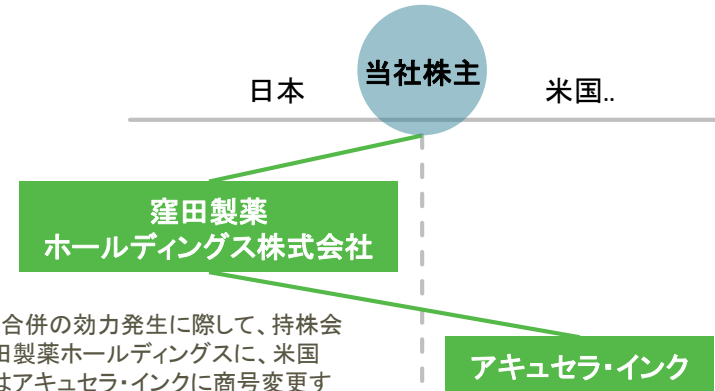 当社株主
日本
米国..
窪田製薬
ホールディングス株式会社
合併の効力発生に際して、持株会
田製薬ホールディングスに、米国
はアキュセラ・インクに商号変更す
アキュセラ・インク